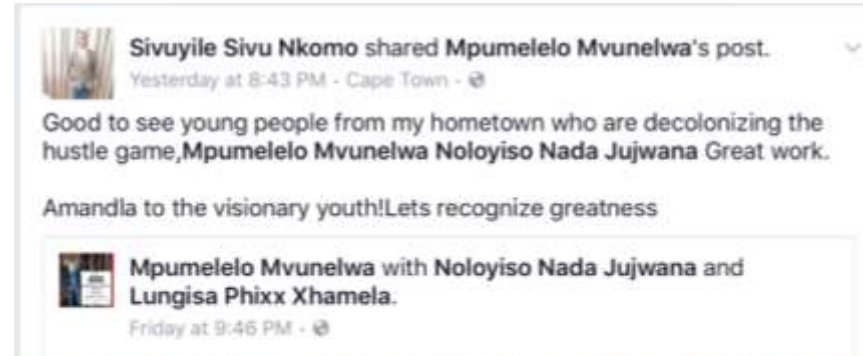 Sivuyile Sivu Nkomo shared Mpumelelo Mvunelwa's post.
Yesterday at 8:43 PM - Cape Town -
Good to see young people from my hometown who are decolonizing the
hustle game,Mpumelelo Mvunelwa Noloyiso Nada Jujwana Great work.
Amandla to the visionary youth!Lets recognize greatness
Mpumelelo Mvunelwa with Noloyiso Nada Jujwana and
Lungisa Phixx Xhamela.
Friday at 9:46 PM -